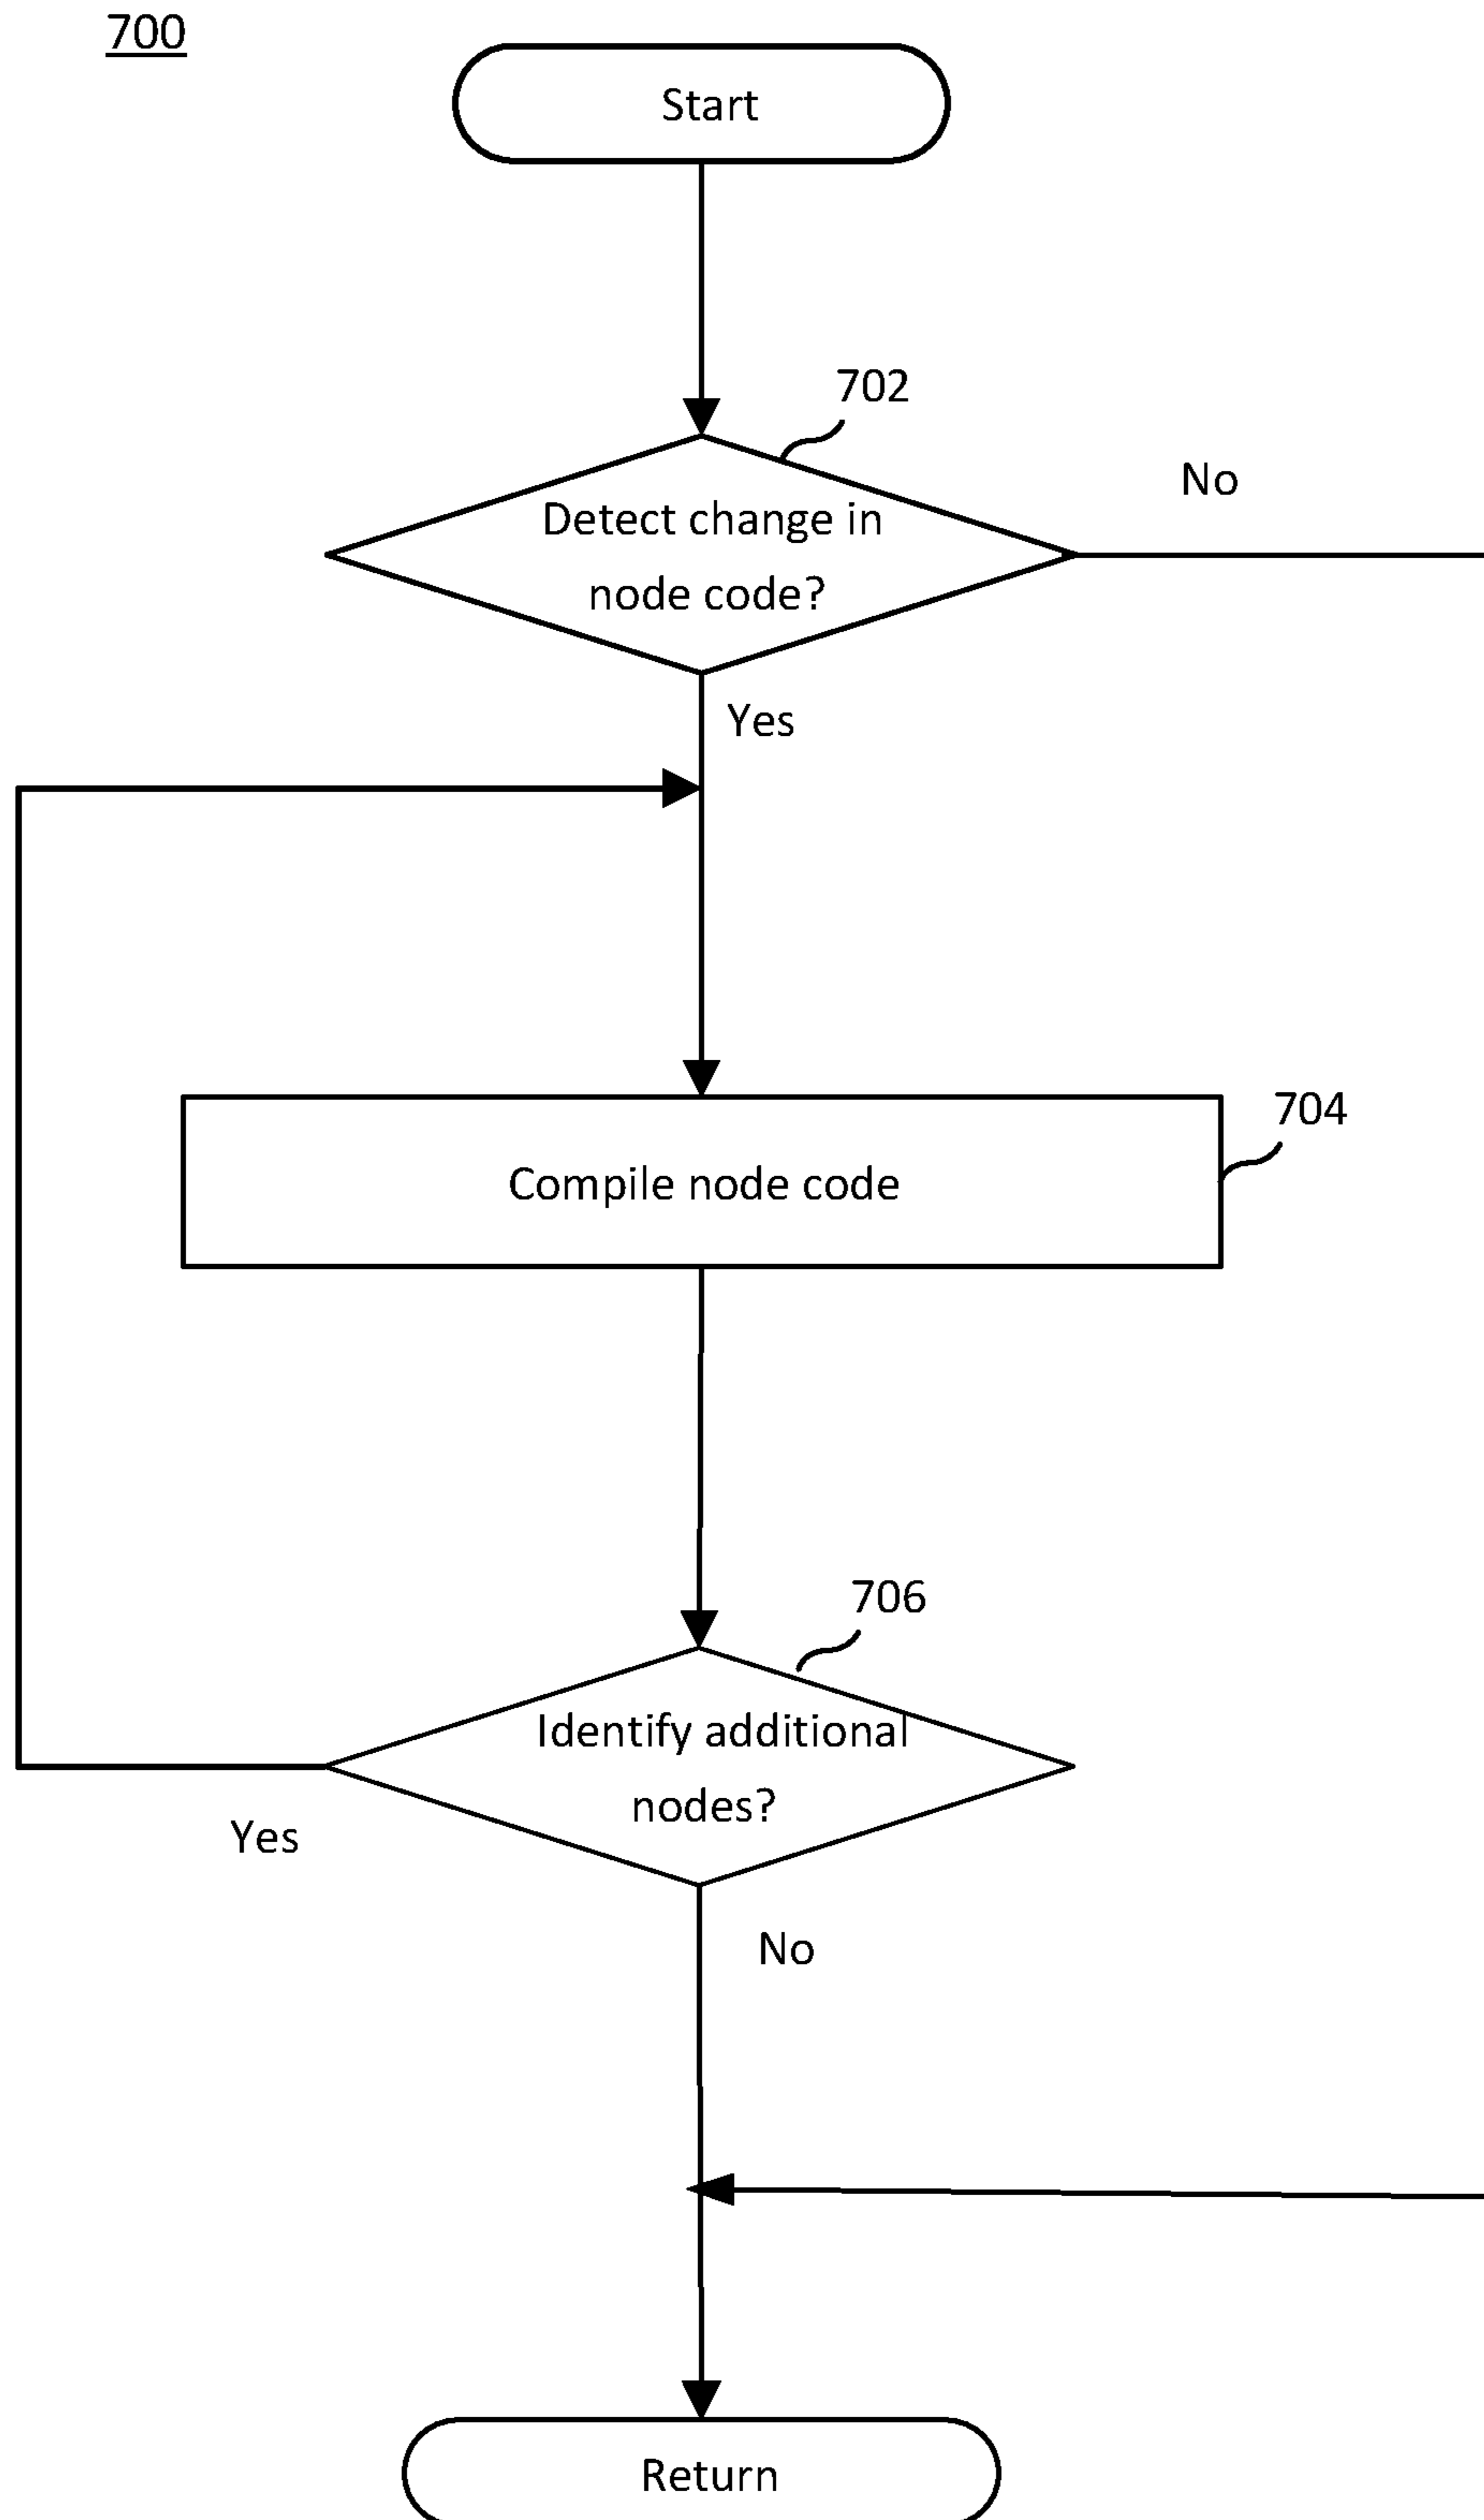 700
Start
702
No
Detect change in
node code?
Yes
704
Compile node code
706
Identify additional
nodes?
Yes
No
Return